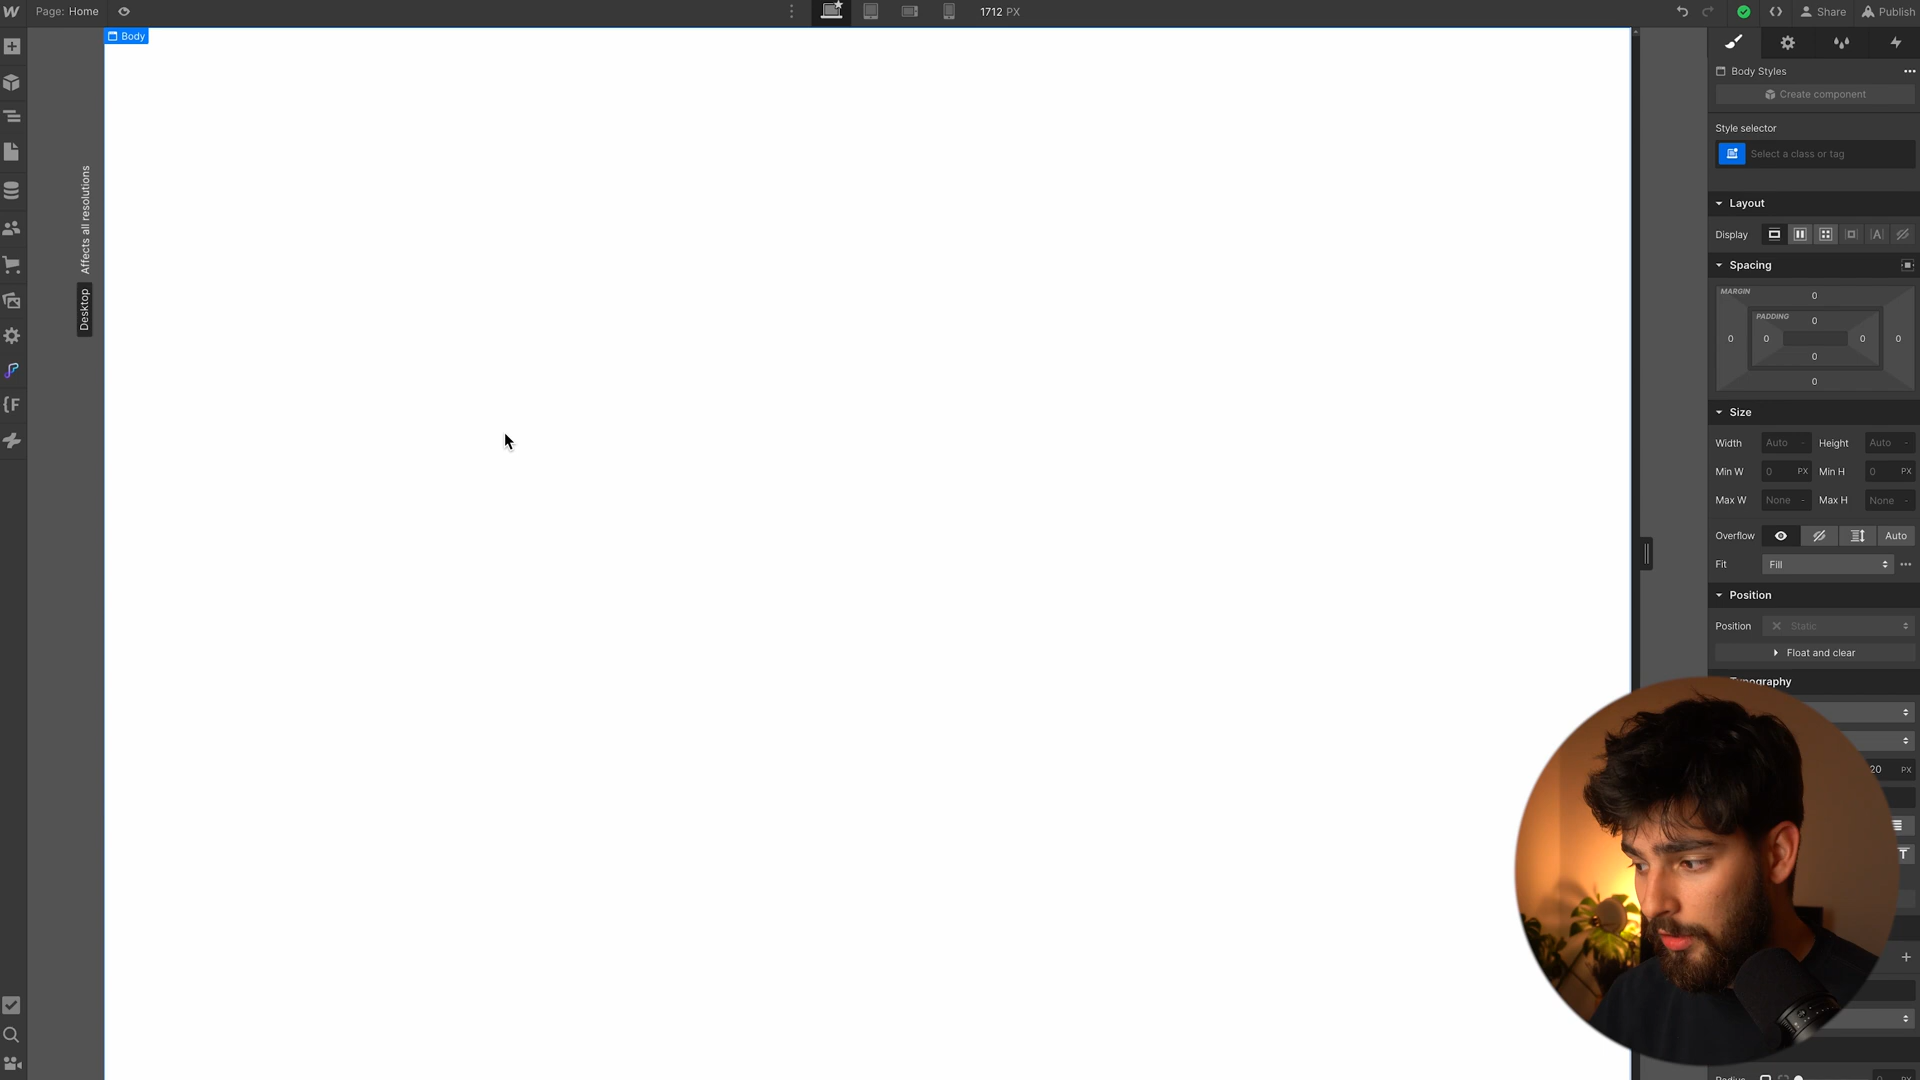 Page: Home
1712 PX
Share
Publish
Body
Affects all resolutions
Desktop
Body Styles
Create component
Style selector
Select a class or tag
Layout
Display
Spacing
MARGIN
0
PADDING
0
0 0 0 0
0
0
Size
Width Auto - Height Auto -
Min W 0 PX Min H 0 PX
Max W None - Max H None -
Overflow Auto
Fit Fill
Position
Position Static
Float and clear
Typography
20 PX